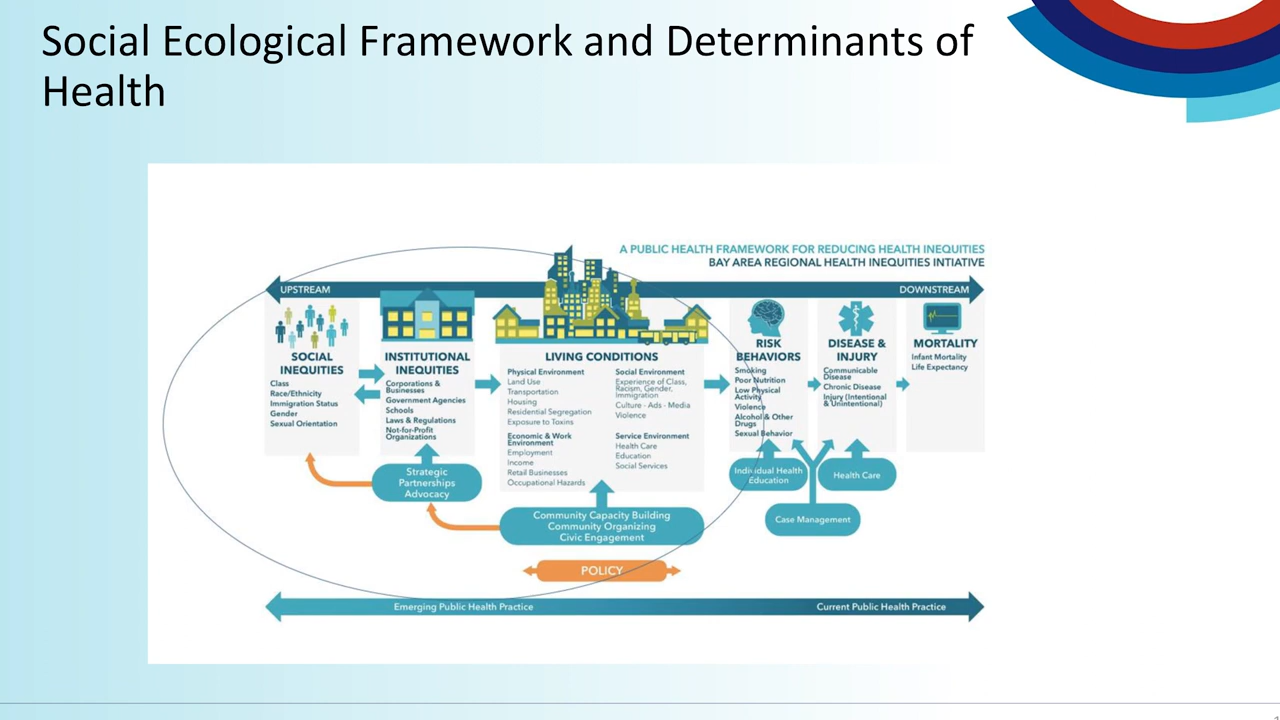 Social Ecological Framework and Determinants of
Health
A PUBLIC HEALTH FRAMEWORK FOR REDUCING HEALTH INEQUITIES
BAY AREA REGIONAL HEALTH INEQUITIES INTIATIVE
UPSTREAM
DOWNSTREAM
SOCIAL
INEQUITIES
Class
Race/Ethnicity
Immigration Status
Gender
Sexual Orientation
INSTITUTIONAL
INEQUITIES
Corporations &
Businesses
Government Agencies
Schools
Laws & Regulations
Not-for-Profit
Organizations
Strategic
Partnerships
Advocacy
LIVING CONDITIONS
Physical Environment
Land Use
Transportation
Housing
Residential Segregation
Exposure to Toxins
Economic & Work
Environment
Employment
Income
Retail Businesses
Occupational Hazards
Social Environment
Experience of Class,
Racism, Gender,
Immigration
Culture - Ads - Media
Violence
Service Environment
Health Care
Education
Social Services
Community Capacity Building
Community Organizing
Civic Engagement
RISK
BEHAVIORS
Smoking
Poor Nutrition
Low Physical
Activity
Violence
Alcohol & Other
Drugs
Sexual Behavior
Individual Health
Education
DISEASE &
INJURY
Communicable
Disease
Chronic Disease
Injury (Intentional
& Unintentional)
Health Care
Case Management
MORTALITY
Infant Mortality
Life Expectancy
POLICY
Emerging Public Health Practice
Current Public Health Practice